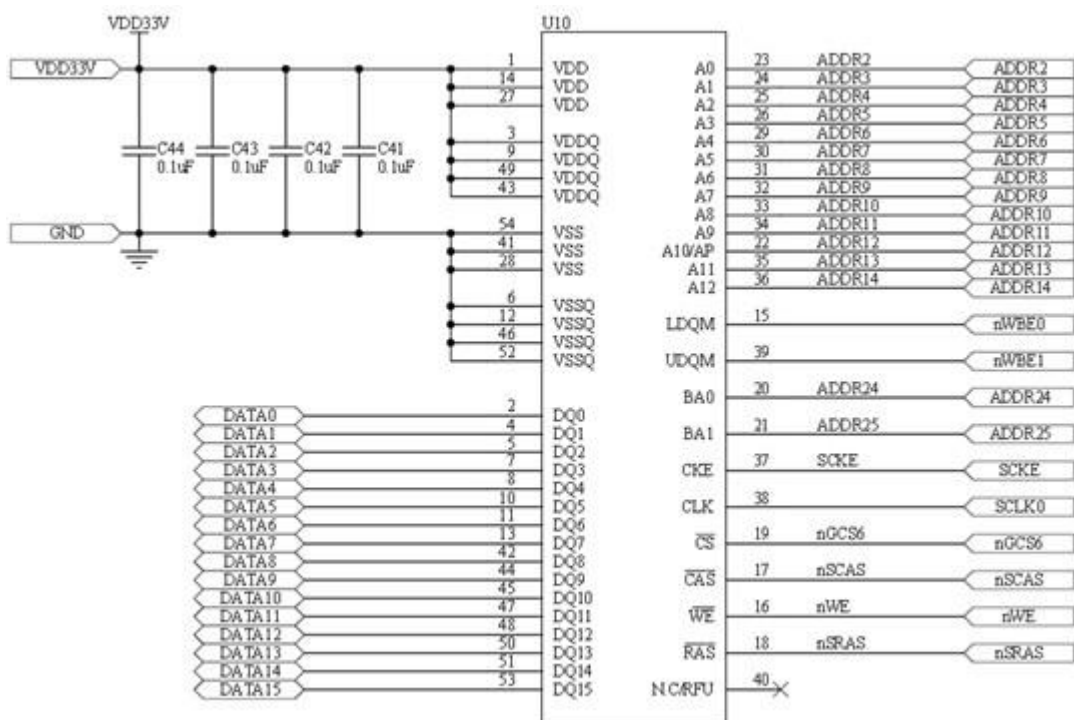 VDD33V
U10
VDD33V 1 VDD A0 23 ADDR2 ADDR2
14 VDD A1 24 ADDR3 ADDR3
27 VDD A2 25 ADDR4 ADDR4
A3 26 ADDR5 ADDR5
3 VDDQ A4 29 ADDR6 ADDR6
C44 C43 C42 C41 9 VDDQ A5 30 ADDR7 ADDR7
0.1uF 0.1uF 0.1uF 0.1uF 49 VDDQ A6 31 ADDR8 ADDR8
43 VDDQ A7 32 ADDR9 ADDR9
A8 33 ADDR10 ADDR10
GND 54 VSS A9 34 ADDR11 ADDR11
41 VSS A10/AP 22 ADDR12 ADDR12
28 VSS A11 35 ADDR13 ADDR13
A12 36 ADDR14 ADDR14
6 VSSQ
12 VSSQ LDQM 15 nWBE0
46 VSSQ
52 VSSQ UDQM 39 nWBE1
BA0 20 ADDR24 ADDR24
DATA0 2 DQ0
DATA1 4 DQ1 BA1 21 ADDR25 ADDR25
DATA2 5 DQ2
DATA3 7 DQ3 CKE 37 SCKE SCKE
DATA4 8 DQ4
DATA5 10 DQ5 CLK 38 SCLK0
DATA6 11 DQ6
DATA7 13 DQ7 CS 19 nGCS6 nGCS6
DATA8 42 DQ8
DATA9 44 DQ9 CAS 17 nSCAS nSCAS
DATA10 45 DQ10
DATA11 47 DQ11 WE 16 nWE nWE
DATA12 48 DQ12
DATA13 50 DQ13 RAS 18 nSRAS nSRAS
DATA14 51 DQ14
DATA15 53 DQ15 N.C/RFU 40